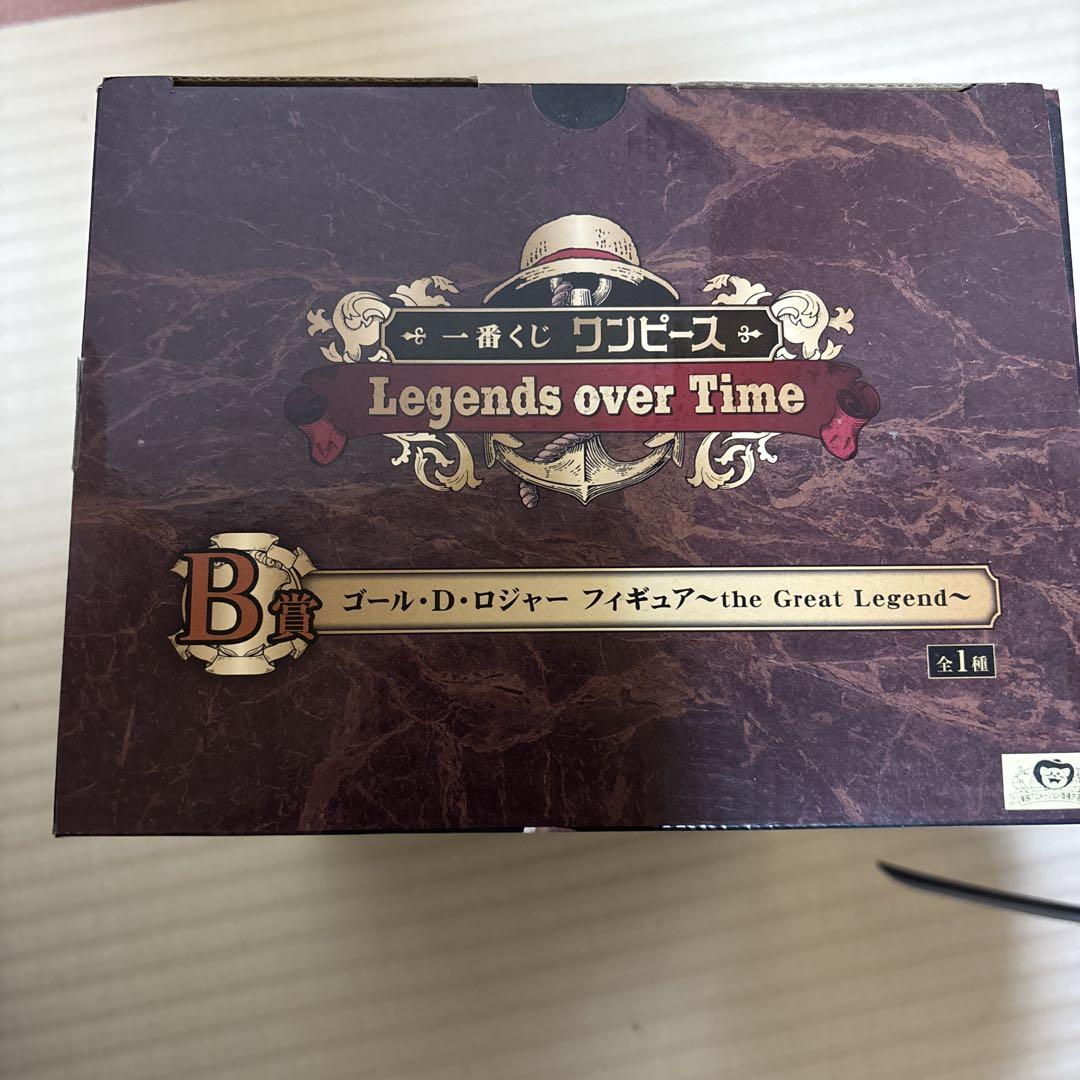 一番くじ ワンピース
Legends over Time
B賞 ゴール・D・ロジャー フィギュア〜the Great Legend〜
全1種